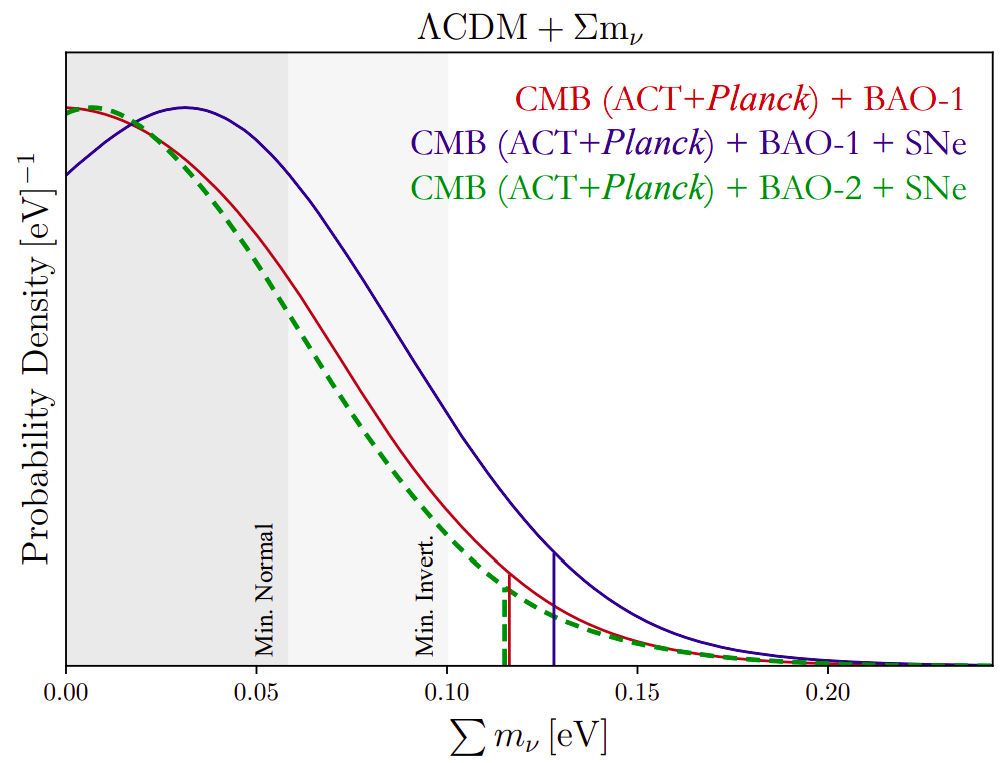 ΛCDM + Σm_ν
CMB (ACT+Planck) + BAO-1
CMB (ACT+Planck) + BAO-1 + SNe
CMB (ACT+Planck) + BAO-2 + SNe
Probability Density [eV]⁻¹
Min. Normal
Min. Invert.
0.00 0.05 0.10 0.15 0.20
∑ m_ν [eV]